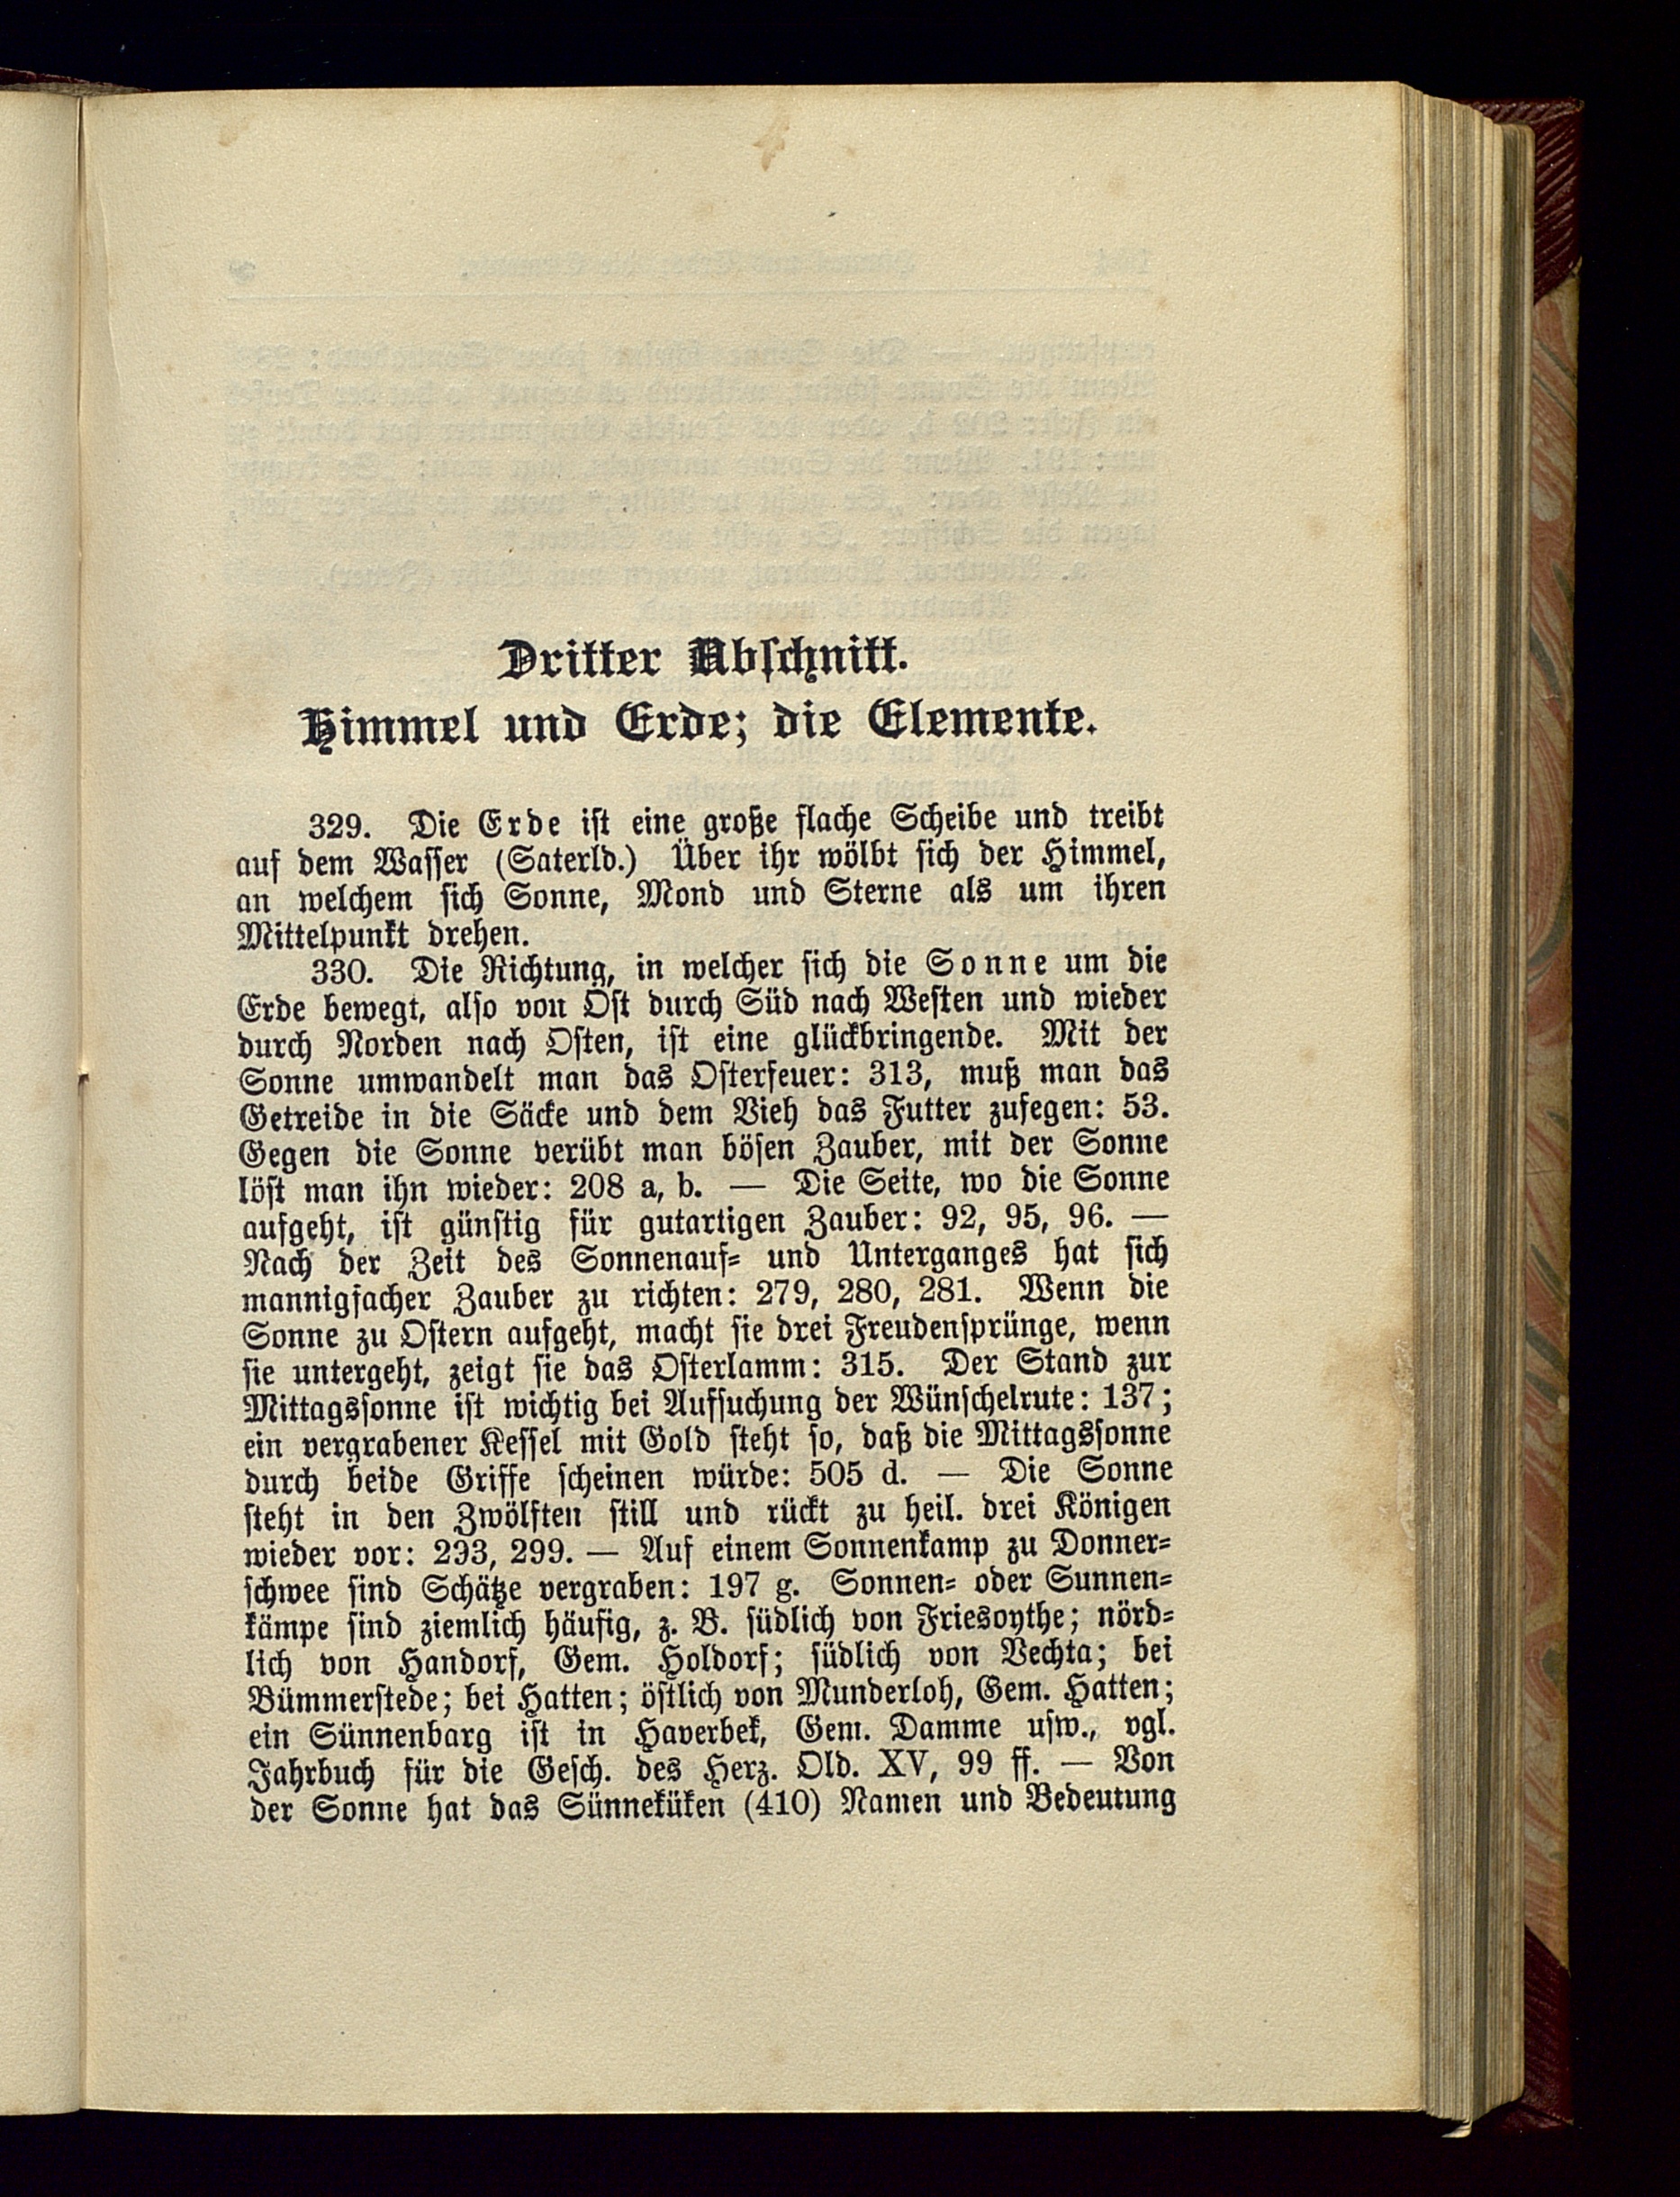 Dritter Abschnitt.
Himmel und Erde; die Elemente.
329. Die Erde ist eine große flache Scheibe und treibt
auf dem Wasser (Saterld.) Über ihr wölbt sich der Himmel,
an welchem sich Sonne, Mond und Sterne als um ihren
Mittelpunkt drehen.
330. Die Richtung, in welcher sich die Sonne um die
Erde bewegt, also von Ost durch Süd nach Westen und wieder
durch Norden nach Osten, ist eine glückbringende. Mit der
Sonne umwandelt man das Osterfeuer: 313, muß man das
Getreide in die Säcke und dem Vieh das Futter zufegen: 53.
Gegen die Sonne verübt man bösen Zauber, mit der Sonne
löst man ihn wieder: 208 a, b. — Die Seite, wo die Sonne
aufgeht, ist günstig für gutartigen Zauber: 92, 95, 96. —
Nach der Zeit des Sonnenauf= und Unterganges hat sich
mannigfacher Zauber zu richten: 279, 280, 281. Wenn die
Sonne zu Ostern aufgeht, macht sie drei Freudensprünge, wenn
sie untergeht, zeigt sie das Osterlamm: 315. Der Stand zur
Mittagssonne ist wichtig bei Aufsuchung der Wünschelrute: 137;
ein vergrabener Kessel mit Gold steht so, daß die Mittagssonne
durch beide Griffe scheinen würde: 505 d. — Die Sonne
steht in den Zwölften still und rückt zu heil. drei Königen
wieder vor: 293, 299. — Auf einem Sonnenkamp zu Donner=
schwee sind Schätze vergraben: 197 g. Sonnen= oder Sunnen=
kämpe sind ziemlich häufig, z. B. südlich von Friesoythe; nörd=
lich von Handorf, Gem. Holdorf; südlich von Vechta; bei
Bümmerstede; bei Hatten; östlich von Munderloh, Gem. Hatten;
ein Sünnenbarg ist in Haverbek, Gem. Damme usw., vgl.
Jahrbuch für die Gesch. des Herz. Old. XV, 99 ff. — Von
der Sonne hat das Sünneküken (410) Namen und Bedeutung